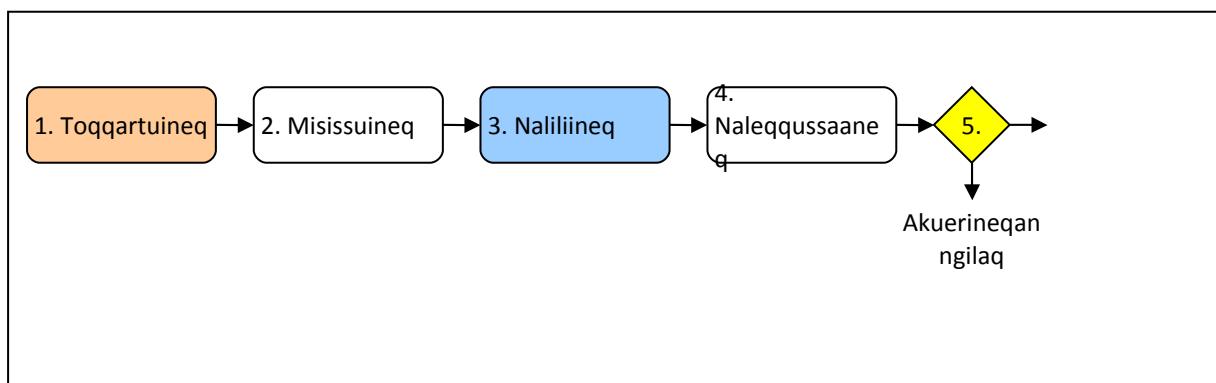 1. Toqqartuineq
2. Misissuineq
3. Naliliineq
4.
Naleqqussaane
q
5.
Akuerineqan
ngilaq